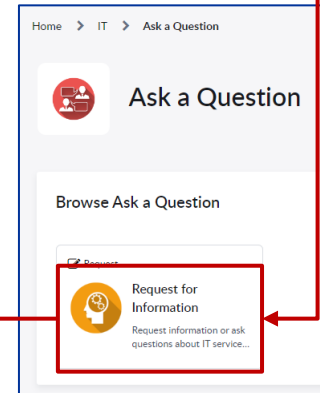 Home > IT > Ask a Question
Ask a Question
Browse Ask a Question
Request
Request for
Information
Request information or ask
questions about IT service...